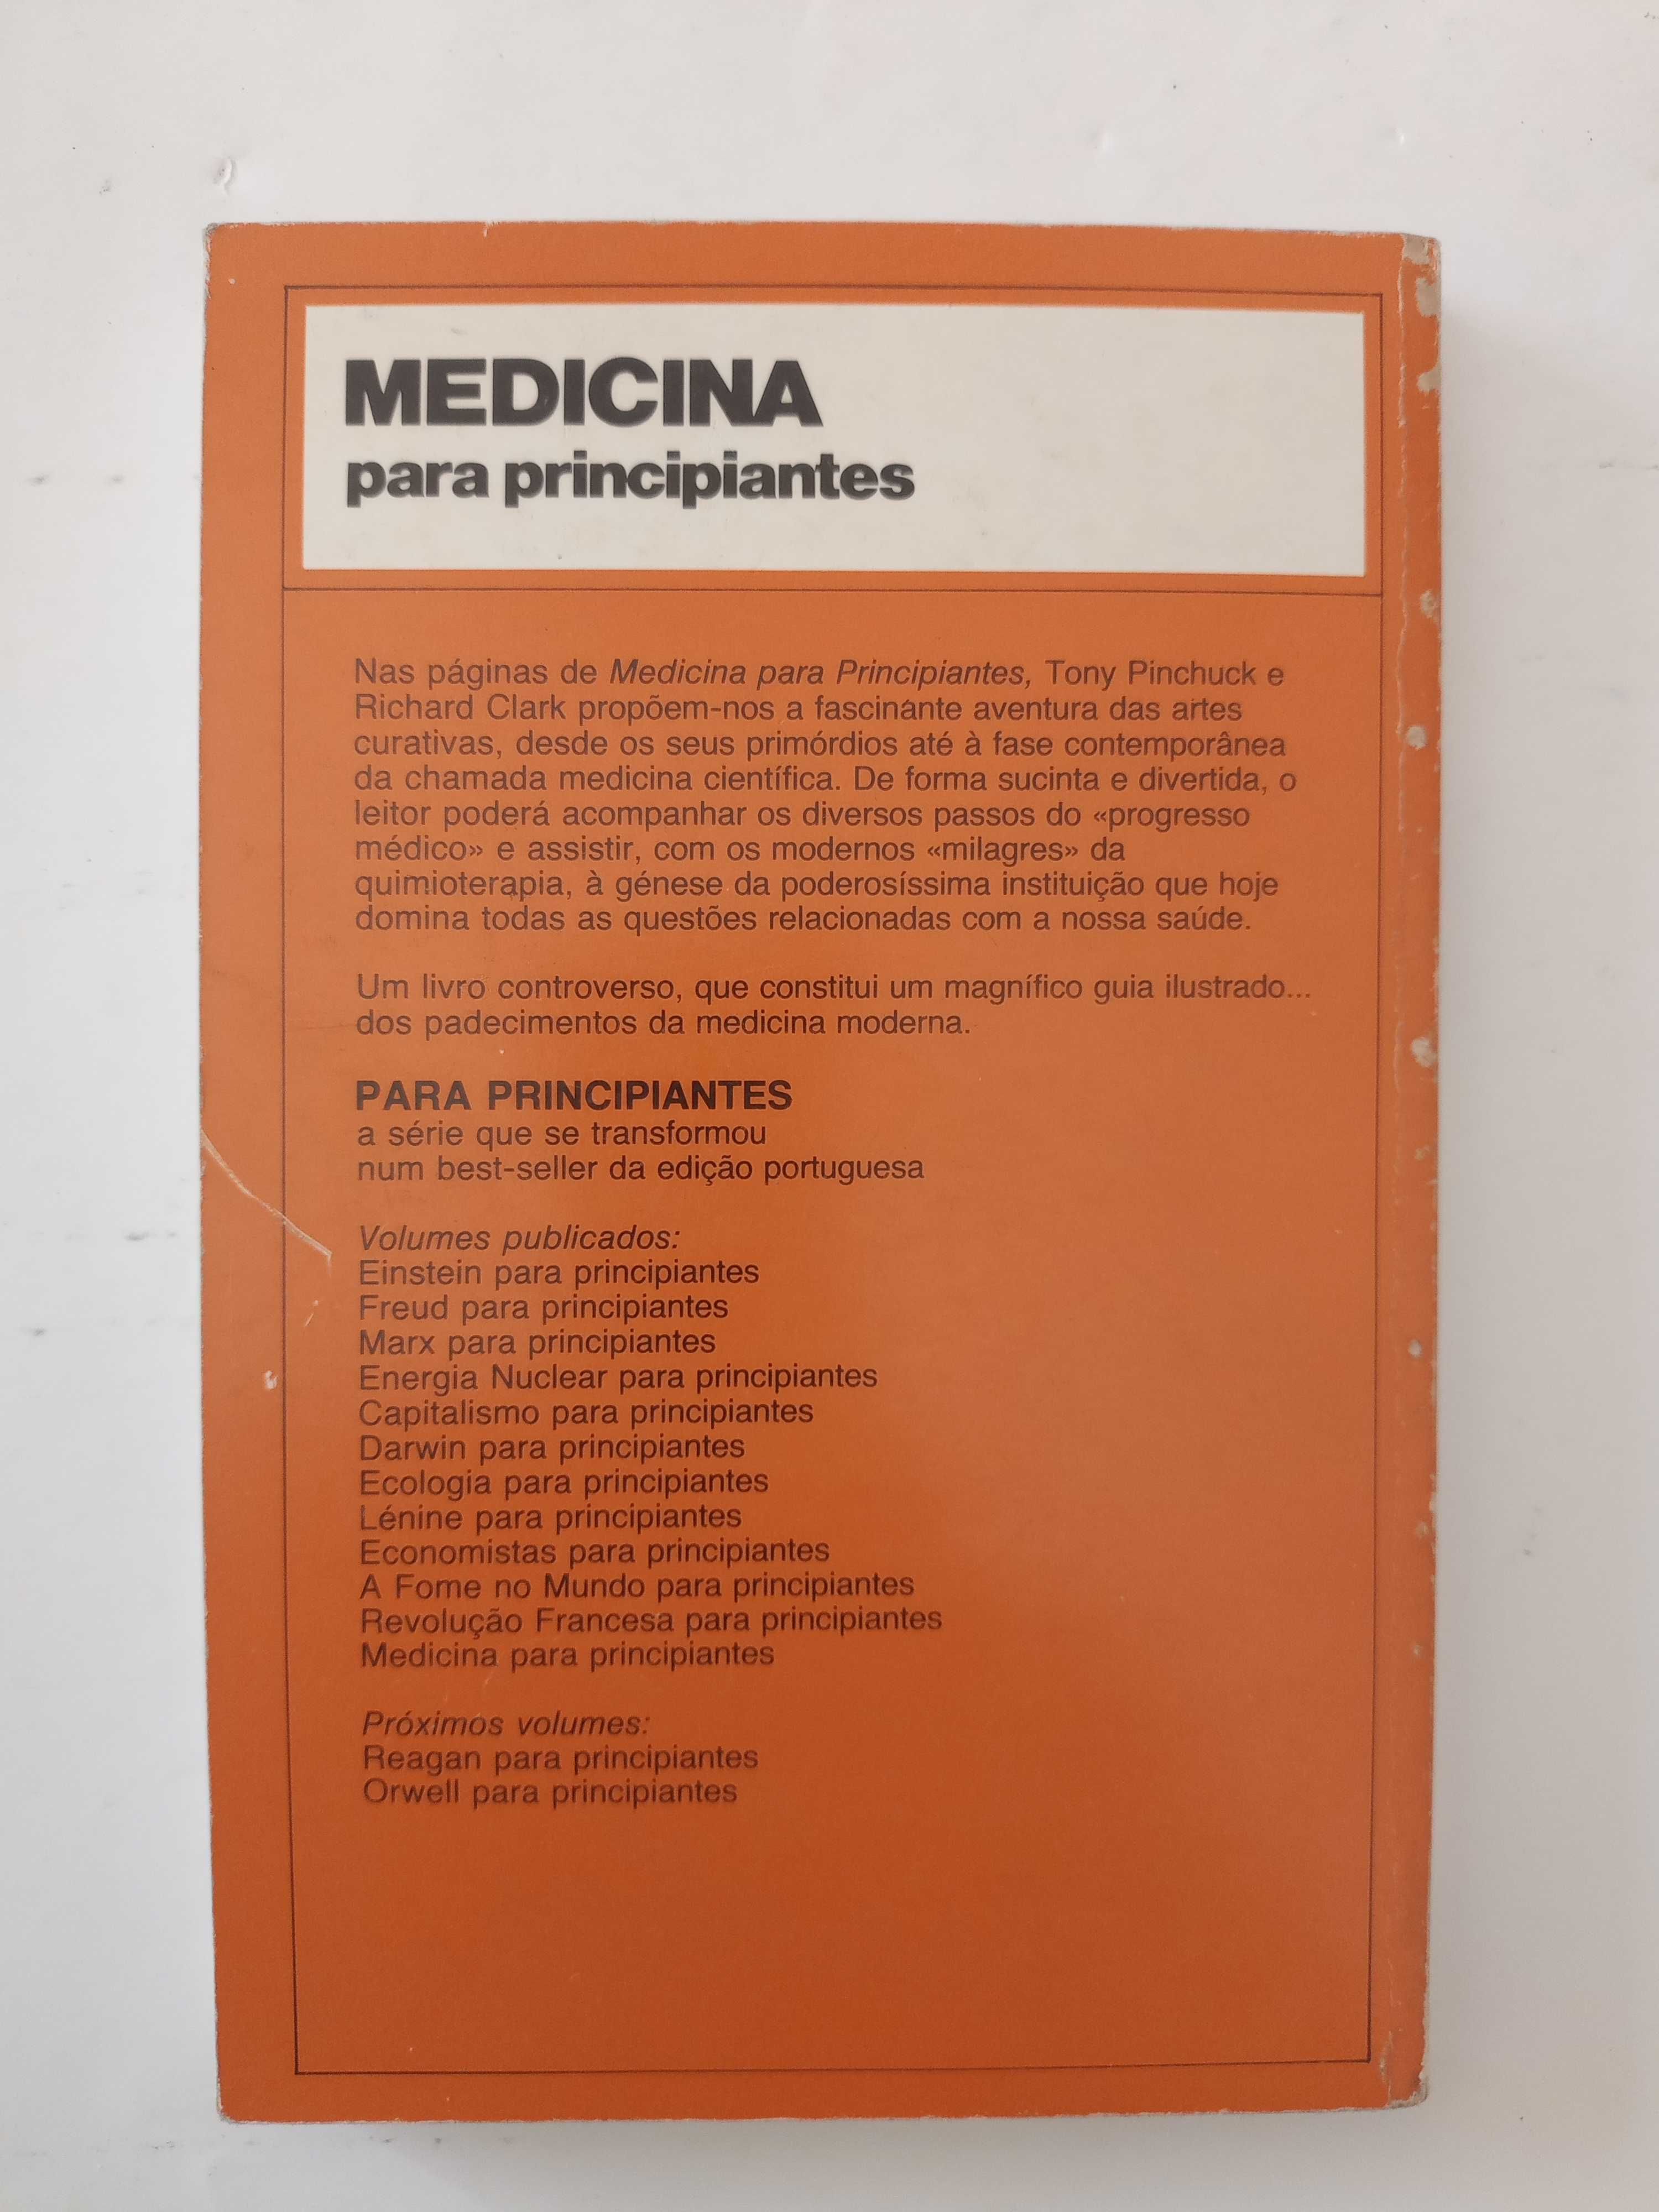 MEDICINA
para principiantes
Nas páginas de Medicina para Principiantes, Tony Pinchuck e
Richard Clark propõem-nos a fascinante aventura das artes
curativas, desde os seus primórdios até à fase contemporânea
da chamada medicina científica. De forma sucinta e divertida, o
leitor poderá acompanhar os diversos passos do «progresso
médico» e assistir, com os modernos «milagres» da
quimioterapia, à génese da poderosíssima instituição que hoje
domina todas as questões relacionadas com a nossa saúde.
Um livro controverso, que constitui um magnífico guia ilustrado...
dos padecimentos da medicina moderna.
PARA PRINCIPIANTES
a série que se transformou
num best-seller da edição portuguesa
Volumes publicados:
Einstein para principiantes
Freud para principiantes
Marx para principiantes
Energia Nuclear para principiantes
Capitalismo para principiantes
Darwin para principiantes
Ecologia para principiantes
Lénine para principiantes
Economistas para principiantes
A Fome no Mundo para principiantes
Revolução Francesa para principiantes
Medicina para principiantes
Próximos volumes:
Reagan para principiantes
Orwell para principiantes